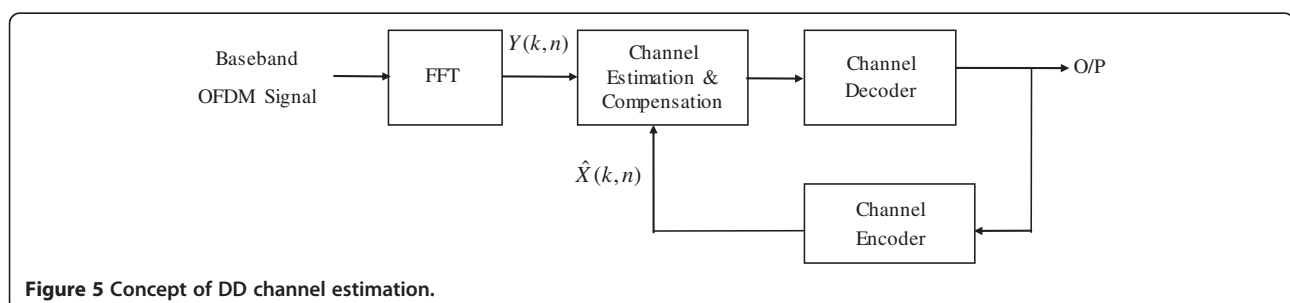 Baseband
OFDM Signal
FFT
Y(k,n)
Channel
Estimation &
Compensation
Channel
Decoder
O/P
X̂(k,n)
Channel
Encoder
Figure 5 Concept of DD channel estimation.